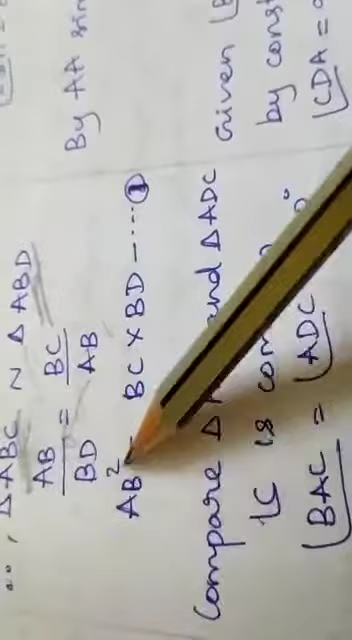 ∴, ΔABC ~ ΔABD
AB/BD = BC/AB
AB² BC × BD ----①
Compare Δ and ΔADC
∟C is com
∟BAC = ∟ADC
By AA sim
Given ∟
by const
∟CDA =